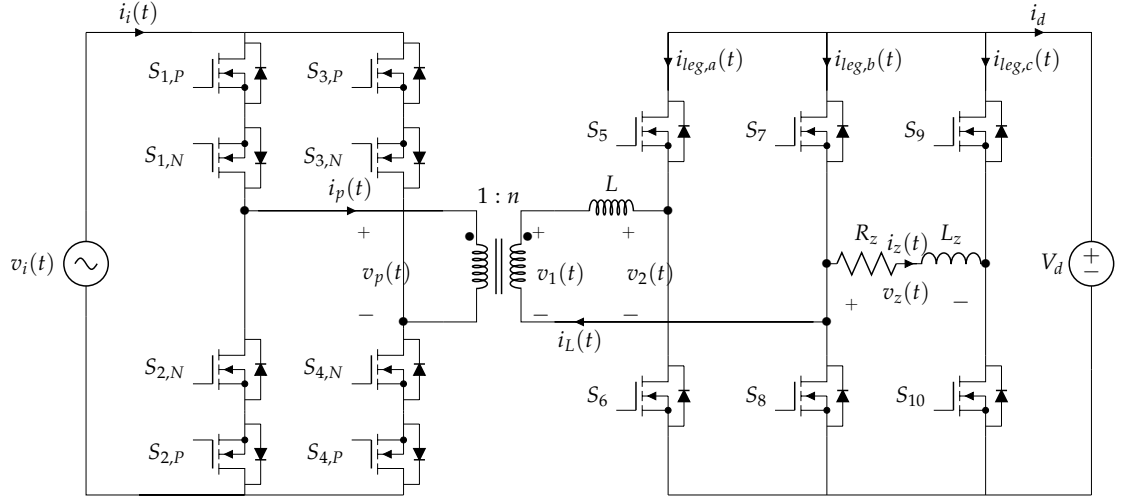 i_i(t)
i_d
S_{1,P}
S_{3,P}
i_{leg,a}(t)
i_{leg,b}(t)
i_{leg,c}(t)
S_5
S_7
S_9
S_{1,N}
S_{3,N}
i_p(t)
1 : n
L
v_i(t)
+
v_p(t)
−
+
v_1(t)
−
+
v_2(t)
−
R_z
i_z(t)
L_z
+
v_z(t)
−
V_d
+
−
i_L(t)
S_{2,N}
S_{4,N}
S_6
S_8
S_{10}
S_{2,P}
S_{4,P}